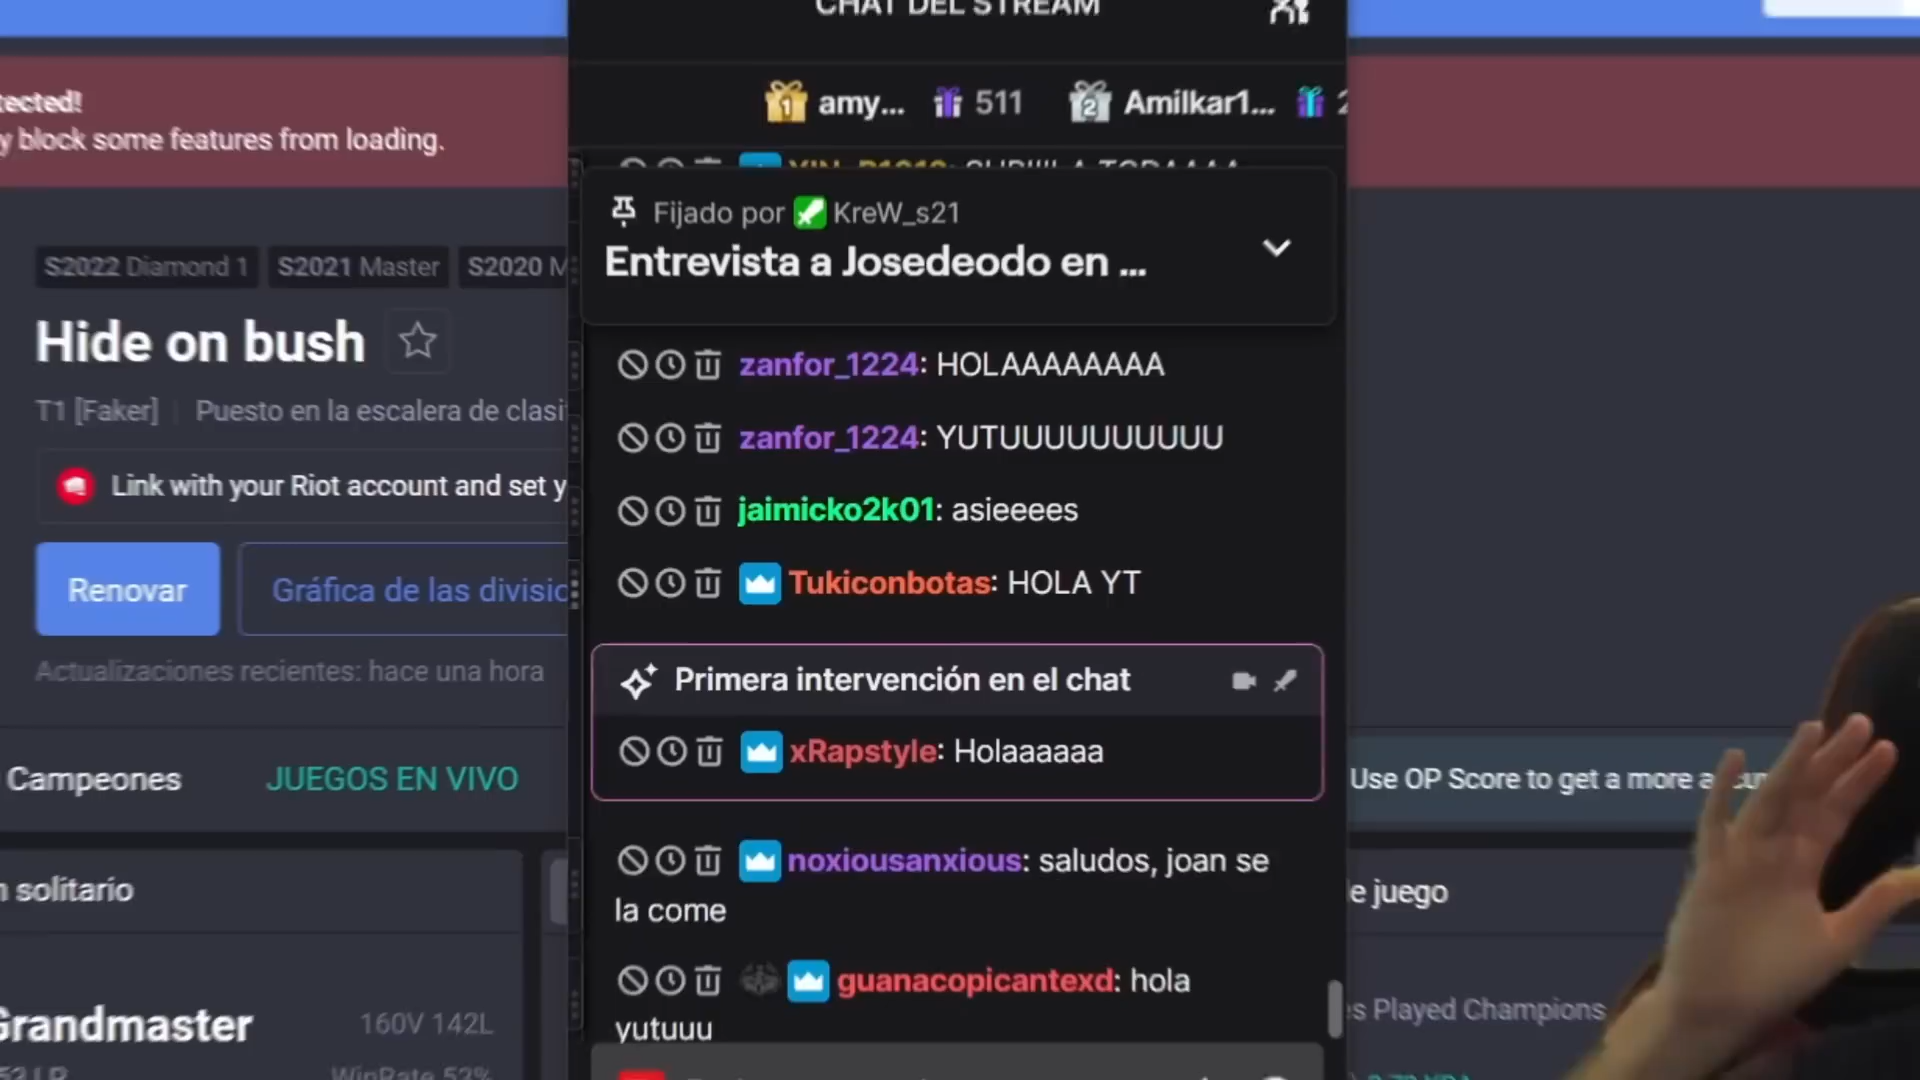 CHAT DEL STREAM
amy... 511 Amilkar1...
tected!
y block some features from loading.
Fijado por KreW_s21
Entrevista a Josedeodo en ...
S2022 Diamond 1 S2021 Master S2020 M
Hide on bush
T1 [Faker] Puesto en la escalera de clasi
Link with your Riot account and set y
Renovar
Gráfica de las divisio
Actualizaciones recientes: hace una hora
Campeones JUEGOS EN VIVO
n solitario
Grandmaster 160V 142L
WinRate 53%
zanfor_1224: HOLAAAAAAAA
zanfor_1224: YUTUUUUUUUUUU
jaimicko2k01: asieeees
Tukiconbotas: HOLA YT
Primera intervención en el chat
xRapstyle: Holaaaaaa
noxiousanxious: saludos, joan se
la come
guanacopicantexd: hola
yutuuu
Use OP Score to get a more
e juego
s Played Champions